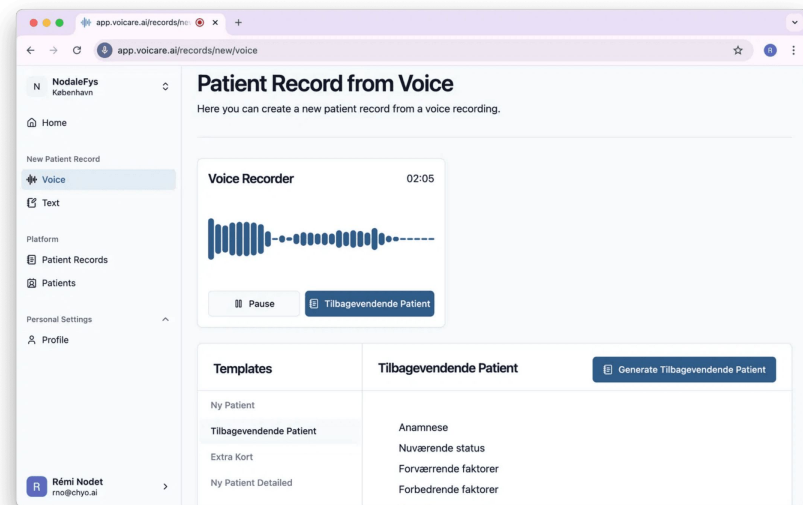 app.voicare.ai/records/ne
app.voicare.ai/records/new/voice
R
N
NodaleFys
København
Home
New Patient Record
Voice
Text
Platform
Patient Records
Patients
Personal Settings
Profile
R
Rémi Nodet
rno@chyo.ai
Patient Record from Voice
Here you can create a new patient record from a voice recording.
Voice Recorder
02:05
Pause
Tilbagevendende Patient
Templates
Ny Patient
Tilbagevendende Patient
Extra Kort
Ny Patient Detailed
Tilbagevendende Patient
Generate Tilbagevendende Patient
Anamnese
Nuværende status
Forværrende faktorer
Forbedrende faktorer